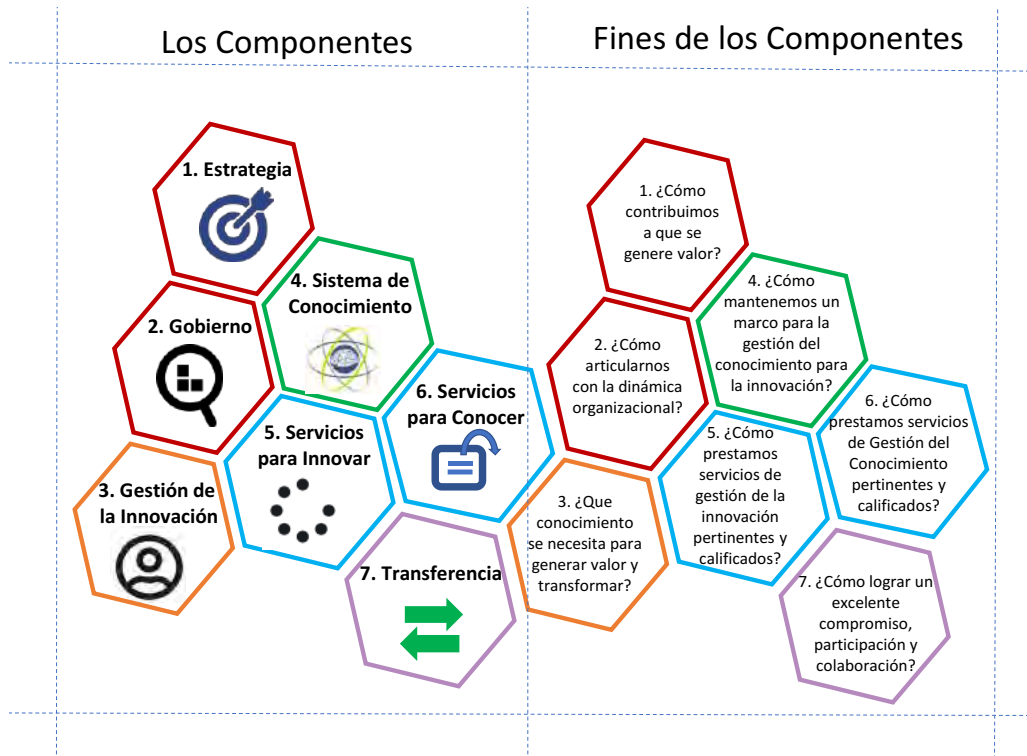 Los Componentes
1. Estrategia
2. Gobierno
3. Gestión de
la Innovación
4. Sistema de
Conocimiento
5. Servicios
para Innovar
6. Servicios
para Conocer
7. Transferencia
Fines de los Componentes
1. ¿Cómo
contribuimos
a que se
genere valor?
2. ¿Cómo
articularnos
con la dinámica
organizacional?
3. ¿Que
conocimiento
se necesita para
generar valor y
transformar?
4. ¿Cómo
mantenemos un
marco para la
gestión del
conocimiento para
la innovación?
5. ¿Cómo
prestamos
servicios de
gestión de la
innovación
pertinentes y
calificados?
6. ¿Cómo
prestamos servicios
de Gestión del
Conocimiento
pertinentes y
calificados?
7. ¿Cómo lograr un
excelente
compromiso,
participación y
colaboración?